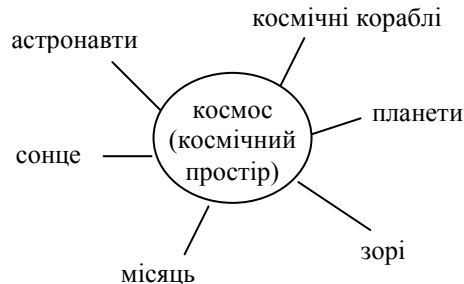 космічні кораблі
астронавти
космос
(космічний
простір)
планети
сонце
зорі
місяць